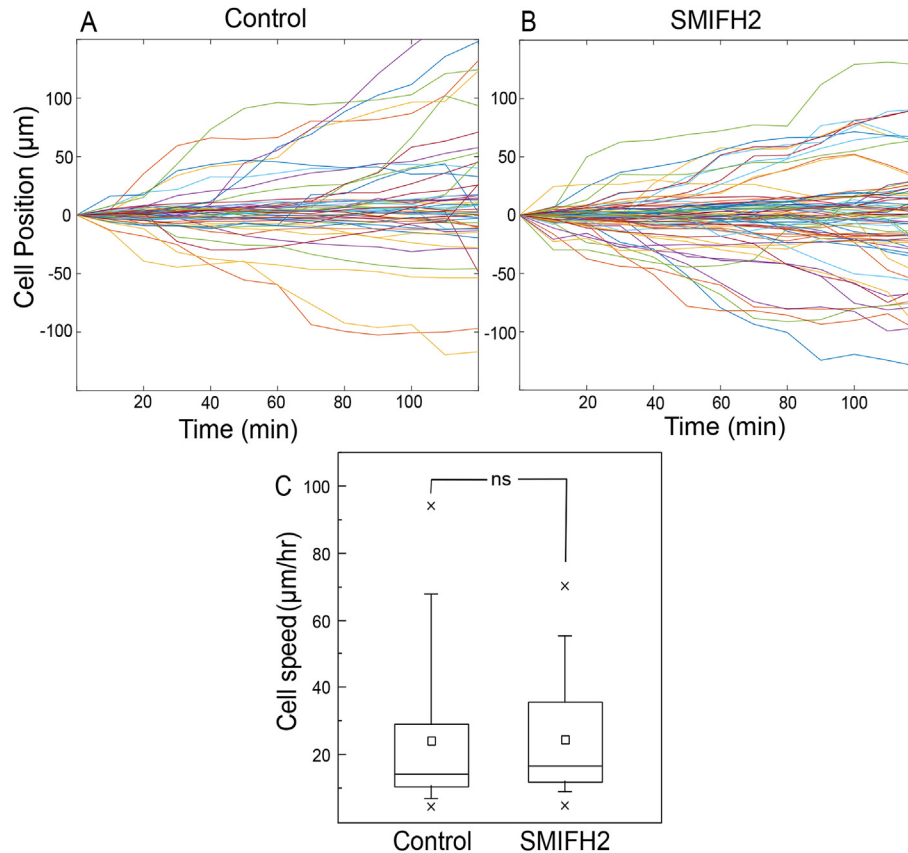 A Control
B SMIFH2
Cell Position (µm)
100
50
0
-50
-100
20 40 60 80 100
Time (min)
100
50
0
-50
-100
20 40 60 80 100
Time (min)
C
ns
Cell speed (µm/hr)
100
80
60
40
20
Control SMIFH2